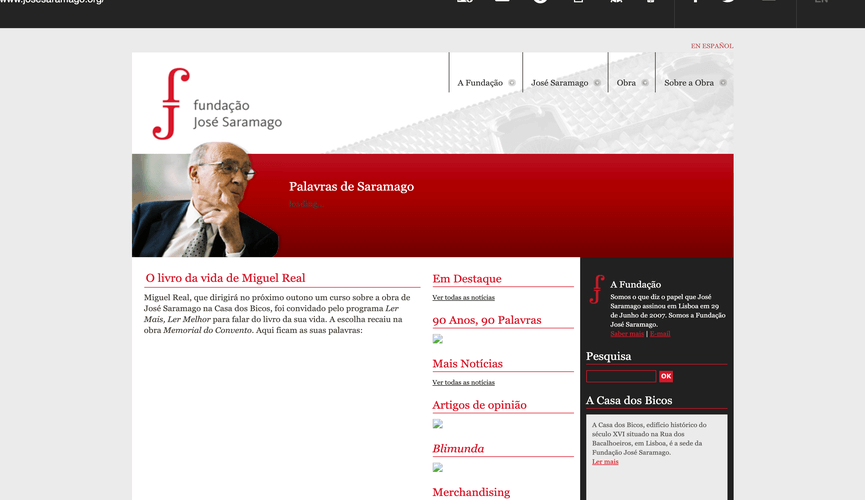 www.josesaramago.org/
EN
EN ESPAÑOL
A Fundação
José Saramago
Obra
Sobre a Obra
fundação
José Saramago
Palavras de Saramago
loading...
O livro da vida de Miguel Real
Miguel Real, que dirigirá no próximo outono um curso sobre a obra de
José Saramago na Casa dos Bicos, foi convidado pelo programa Ler
Mais, Ler Melhor para falar do livro da sua vida. A escolha recaiu na
obra Memorial do Convento. Aqui ficam as suas palavras:
Em Destaque
Ver todas as notícias
90 Anos, 90 Palavras
Mais Notícias
Ver todas as notícias
Artigos de opinião
Blimunda
Merchandising
A Fundação
Somos o que diz o papel que José
Saramago assinou em Lisboa em 29
de Junho de 2007. Somos a Fundação
José Saramago.
Saber mais | E-mail
Pesquisa
OK
A Casa dos Bicos
A Casa dos Bicos, edifício histórico do
século XVI situado na Rua dos
Bacalhoeiros, em Lisboa, é a sede da
Fundação José Saramago.
Ler mais